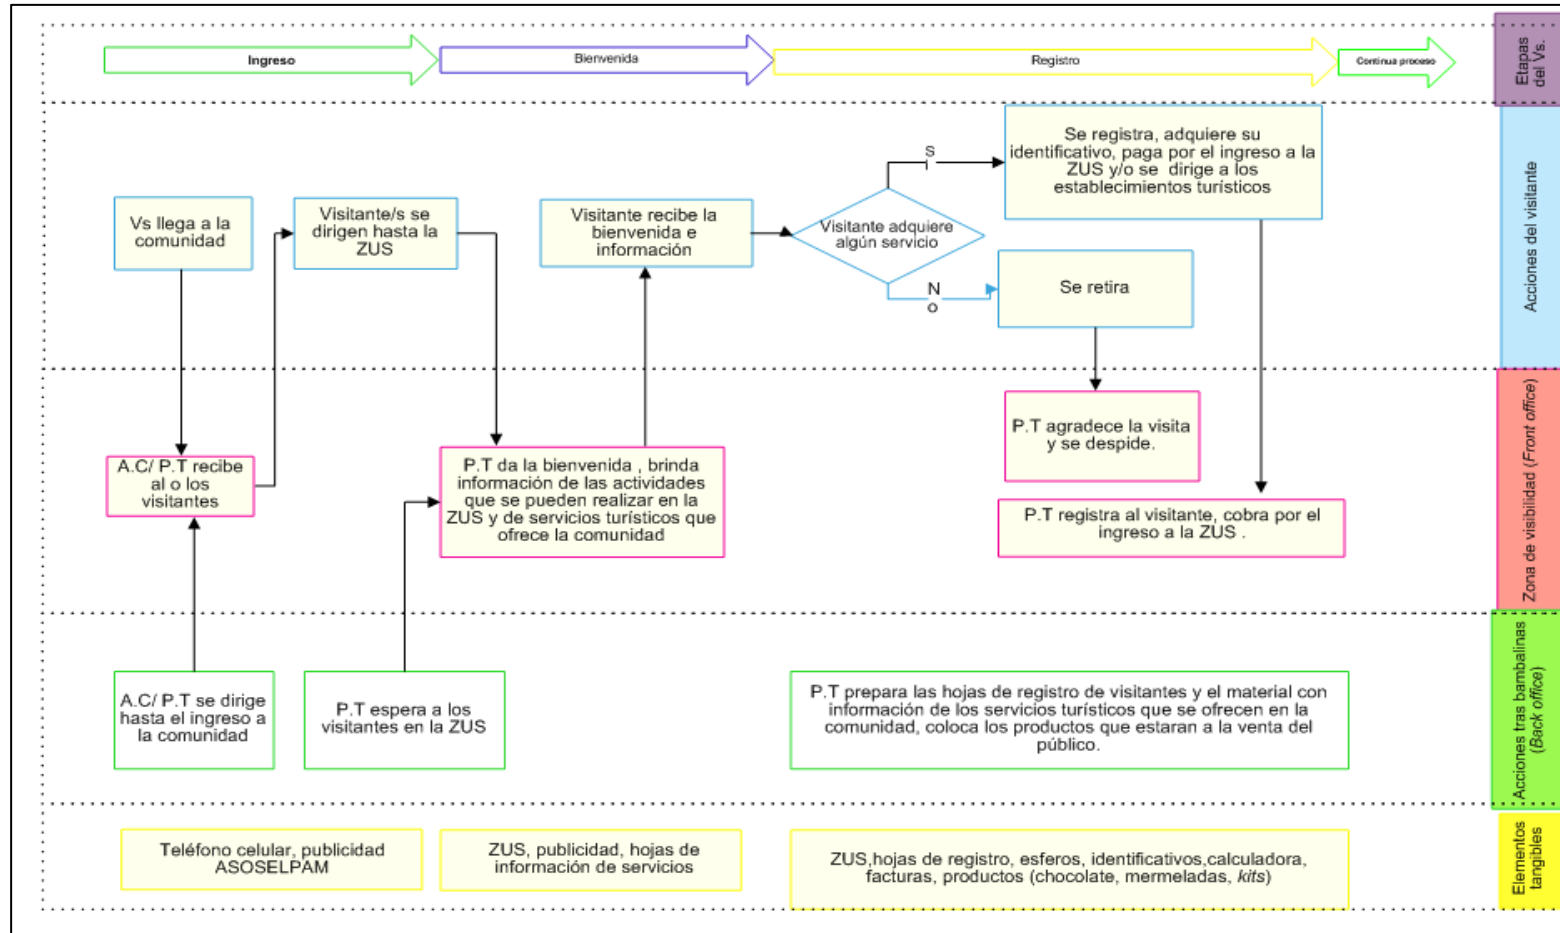 Ingreso
Bienvenida
Registro
Continua proceso
Etapas
del Vs.
Vs llega a la
comunidad
Visitante/s se
dirigen hasta la
ZUS
Visitante recibe la
bienvenida e
información
Visitante adquiere
algún servicio
S
I
Se registra, adquiere su
identificativo, paga por el ingreso a la
ZUS y/o se dirige a los
establecimientos turísticos
N
o
Se retira
Acciones del visitante
A.C/ P.T recibe
al o los
visitantes
P.T da la bienvenida , brinda
información de las actividades
que se pueden realizar en la
ZUS y de servicios turísticos que
ofrece la comunidad
P.T agradece la visita
y se despide.
P.T registra al visitante, cobra por el
ingreso a la ZUS .
Zona de visibilidad (Front office)
A.C/ P.T se dirige
hasta el ingreso a
la comunidad
P.T espera a los
visitantes en la ZUS
P.T prepara las hojas de registro de visitantes y el material con
información de los servicios turísticos que se ofrecen en la
comunidad, coloca los productos que estaran a la venta del
público.
Acciones tras bambalinas
(Back office)
Teléfono celular, publicidad
ASOSELPAM
ZUS, publicidad, hojas de
información de servicios
ZUS,hojas de registro, esferos, identificativos,calculadora,
facturas, productos (chocolate, mermeladas, kits)
Elementos
tangibles